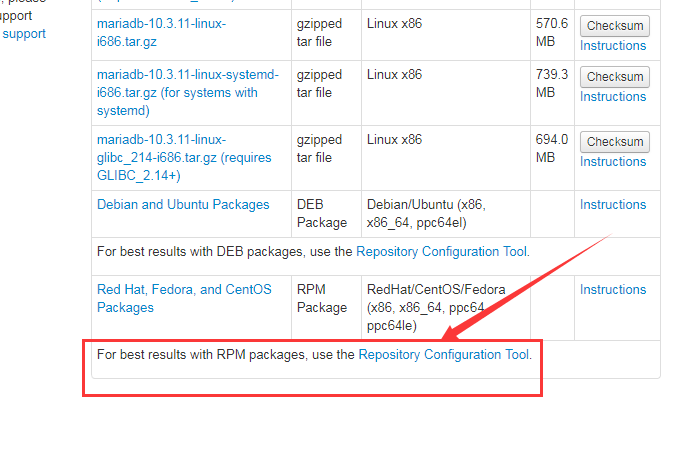 , please
upport
support
mariadb-10.3.11-linux-
i686.tar.gz
gzipped
tar file
Linux x86
570.6
MB
Checksum
Instructions
mariadb-10.3.11-linux-systemd-
i686.tar.gz (for systems with
systemd)
gzipped
tar file
Linux x86
739.3
MB
Checksum
Instructions
mariadb-10.3.11-linux-
glibc_214-i686.tar.gz (requires
GLIBC_2.14+)
gzipped
tar file
Linux x86
694.0
MB
Checksum
Instructions
Debian and Ubuntu Packages
DEB
Package
Debian/Ubuntu (x86,
x86_64, ppc64el)
Instructions
For best results with DEB packages, use the Repository Configuration Tool.
Red Hat, Fedora, and CentOS
Packages
RPM
Package
RedHat/CentOS/Fedora
(x86, x86_64, ppc64
ppc64le)
Instructions
For best results with RPM packages, use the Repository Configuration Tool.